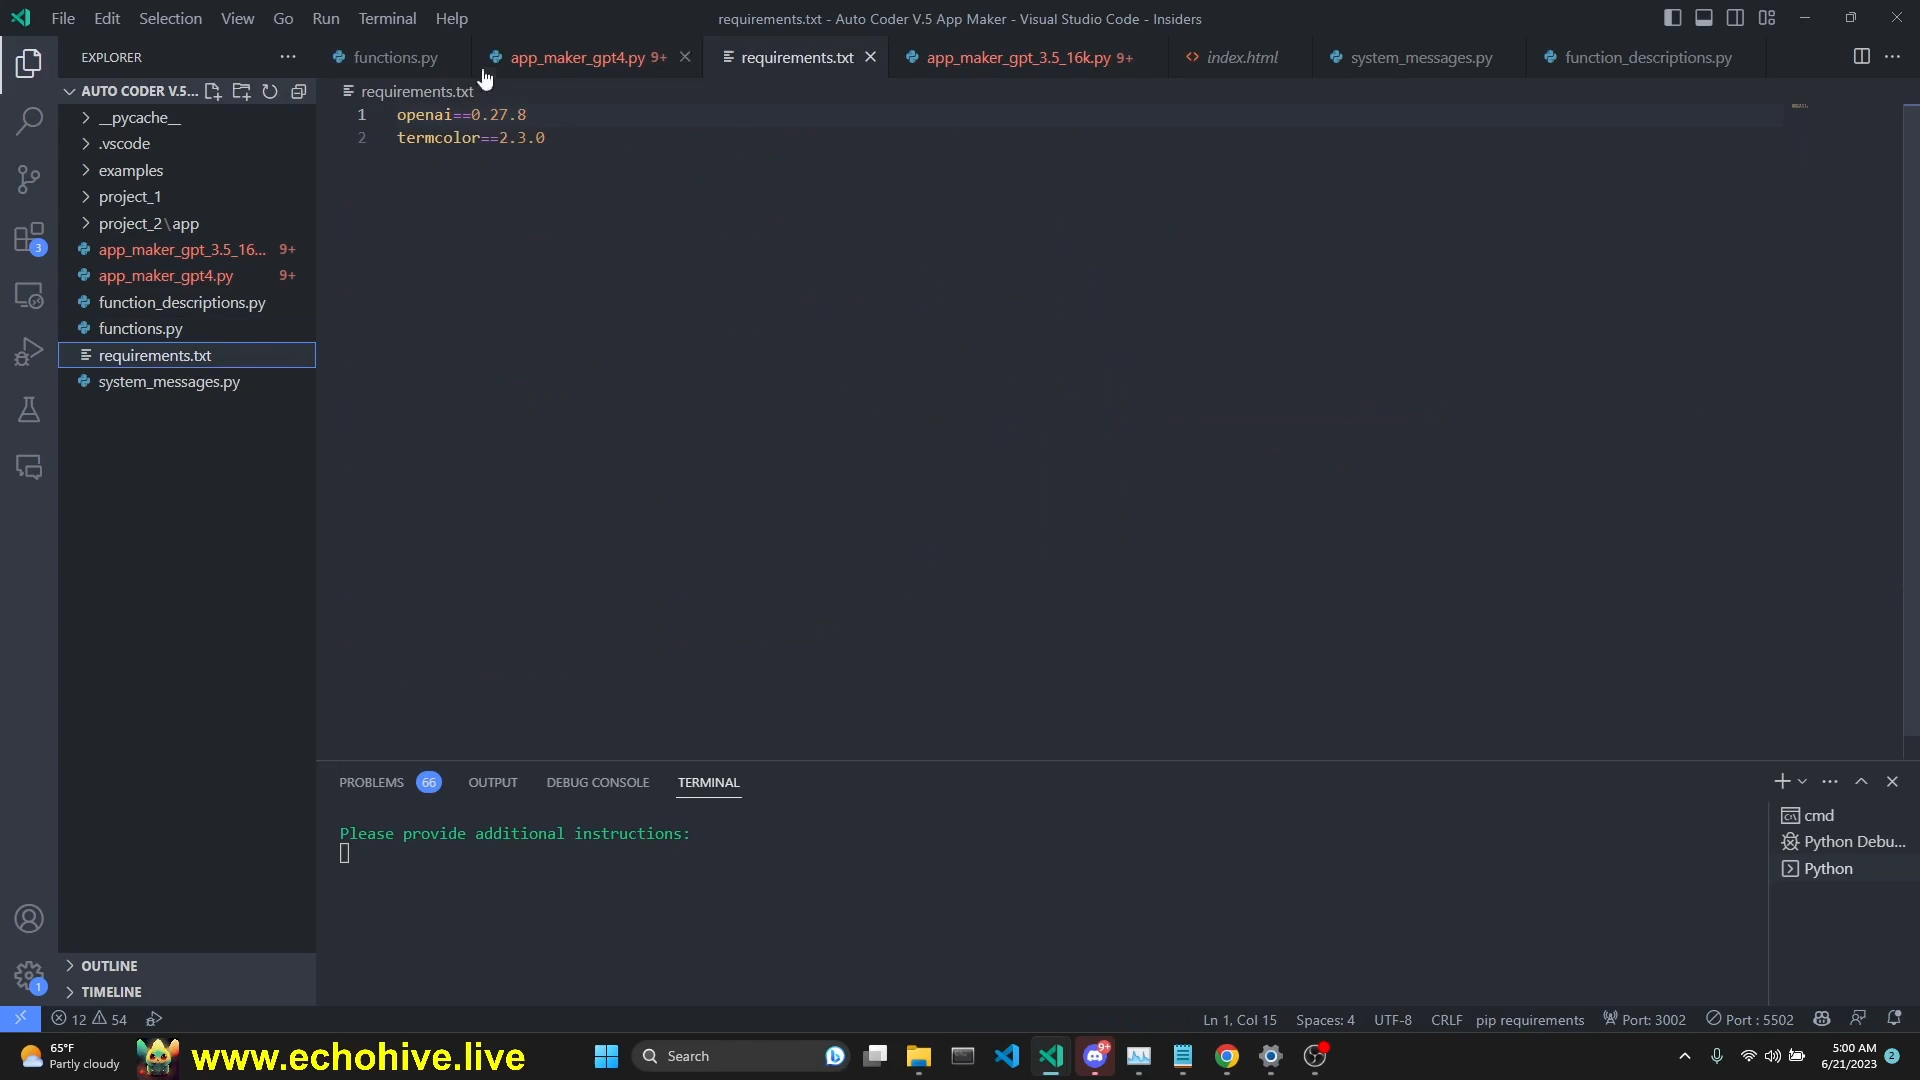 File Edit Selection View Go Run Terminal Help
requirements.txt - Auto Coder V.5 App Maker - Visual Studio Code - Insiders
EXPLORER
functions.py
app_maker_gpt4.py 9+
requirements.txt
app_maker_gpt_3.5_16k.py 9+
index.html
system_messages.py
function_descriptions.py
AUTO CODER V.5...
requirements.txt
__pycache__
.vscode
examples
project_1
project_2\app
app_maker_gpt_3.5_16... 9+
app_maker_gpt4.py 9+
function_descriptions.py
functions.py
requirements.txt
system_messages.py
1 openai==0.27.8
2 termcolor==2.3.0
3
PROBLEMS 66 OUTPUT DEBUG CONSOLE TERMINAL
Please provide additional instructions:
cmd
Python Debu...
Python
OUTLINE
TIMELINE
1
12 54
Ln 1, Col 15 Spaces: 4 UTF-8 CRLF pip requirements Port: 3002 Port : 5502
65°F
Partly cloudy
www.echohive.live
Search
9+
5:00 AM
6/21/2023
2